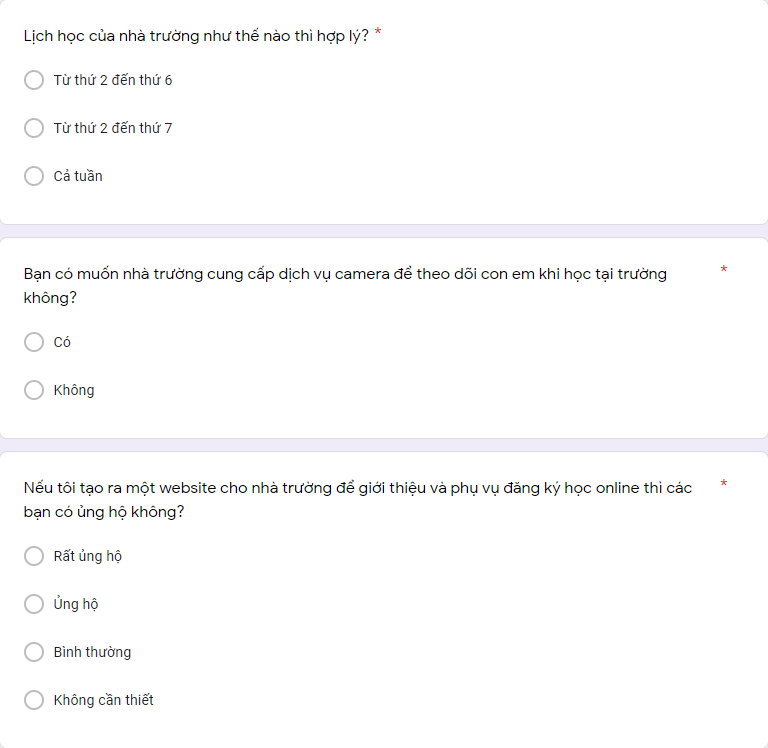 Lịch học của nhà trường như thế nào thì hợp lý? *
Từ thứ 2 đến thứ 6
Từ thứ 2 đến thứ 7
Cả tuần
Bạn có muốn nhà trường cung cấp dịch vụ camera để theo dõi con em khi học tại trường *
không?
Có
Không
Nếu tôi tạo ra một website cho nhà trường để giới thiệu và phụ vụ đăng ký học online thì các *
bạn có ủng hộ không?
Rất ủng hộ
Ủng hộ
Bình thường
Không cần thiết